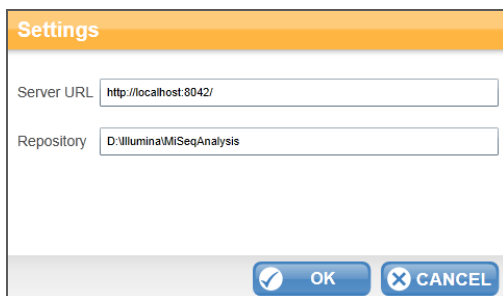 Settings
Server URL http://localhost:8042/
Repository D:\Illumina\MiSeqAnalysis
OK CANCEL